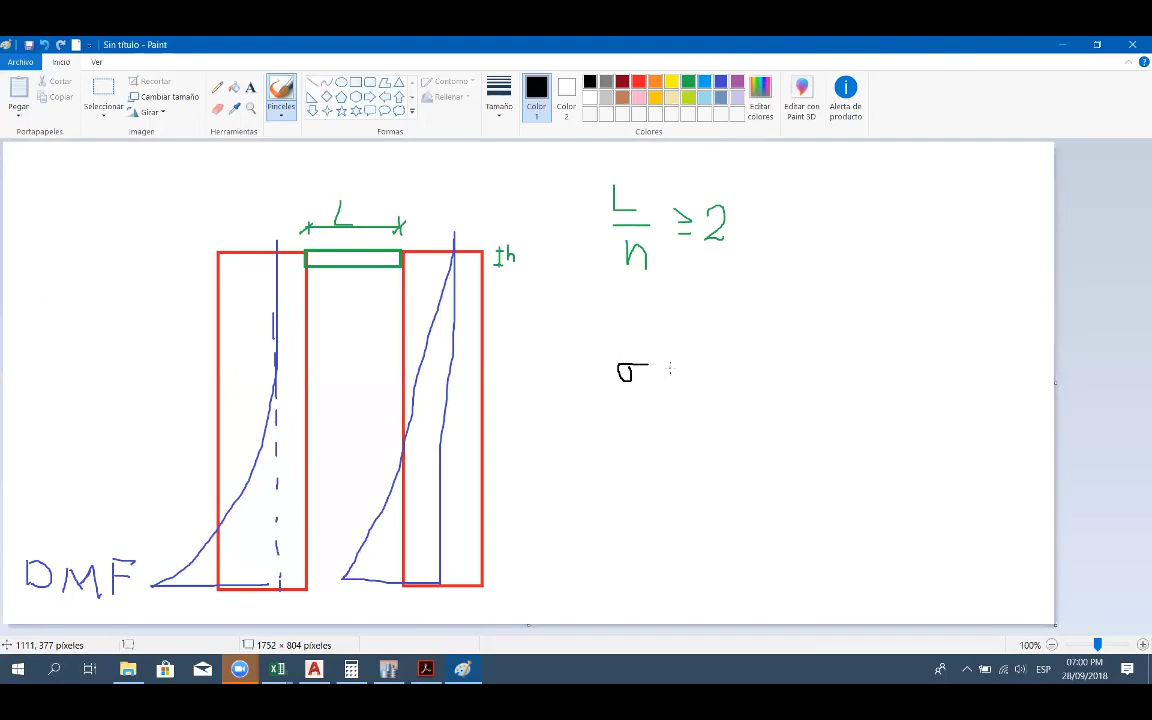 Sin título - Paint
Archivo Inicio Ver
Pegar
Cortar
Copiar
Portapapeles
Seleccionar
Recortar
Cambiar tamaño
Girar
Imagen
A
Herramientas
Pinceles
Contorno
Rellenar
Formas
Tamaño
Color 1
Color 2
Editar colores
Colores
Editar con Paint 3D
Alerta de producto
L
h
L
h
≥ 2
σ
DMF
1111, 377 píxeles
1752 × 804 píxeles
100%
ESP
07:00 PM
28/09/2018